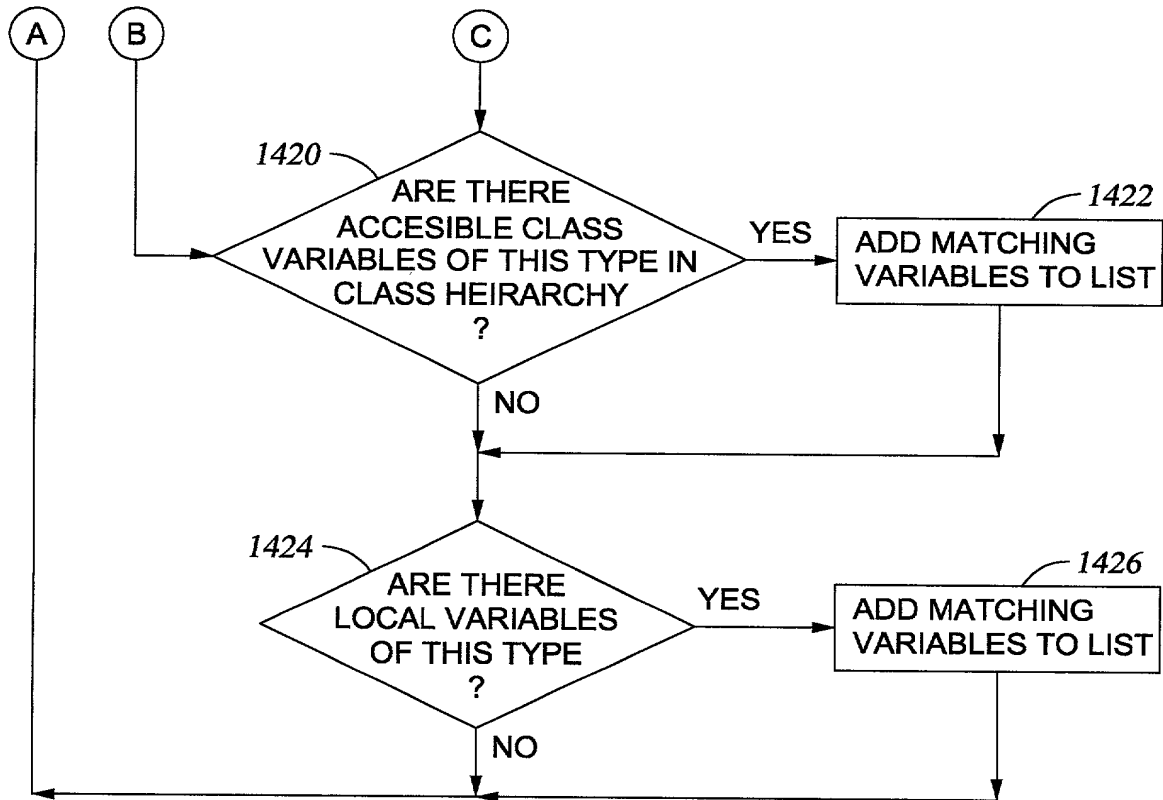 A
B
C
1420
ARE THERE
ACCESIBLE CLASS
VARIABLES OF THIS TYPE IN
CLASS HEIRARCHY
?
YES
1422
ADD MATCHING
VARIABLES TO LIST
NO
1424
ARE THERE
LOCAL VARIABLES
OF THIS TYPE
?
YES
1426
ADD MATCHING
VARIABLES TO LIST
NO